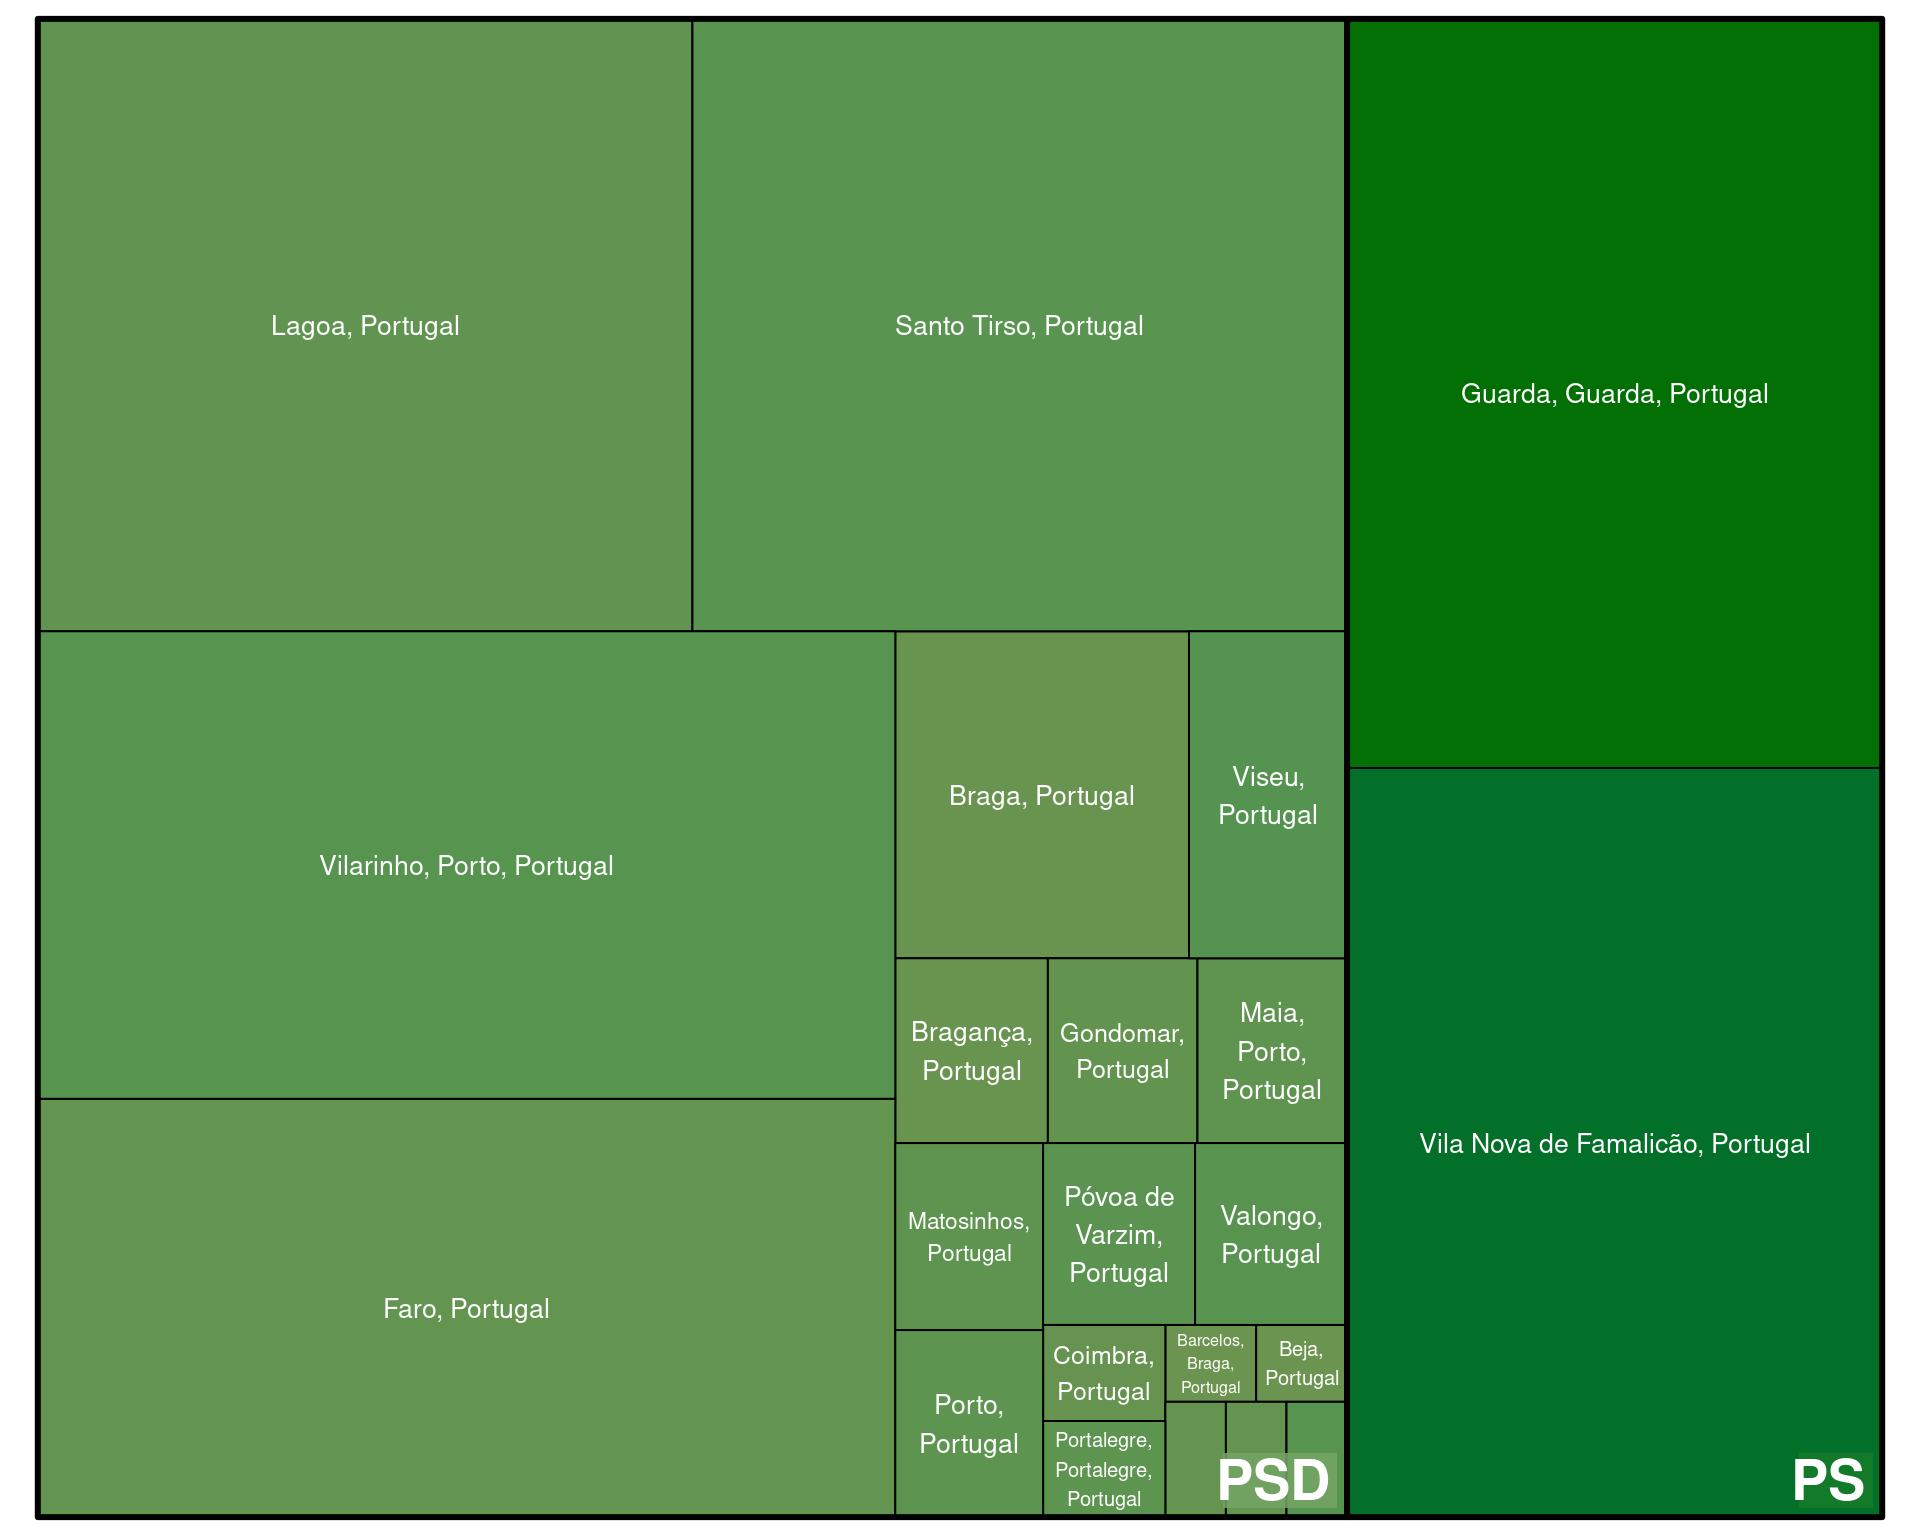 Lagoa, Portugal
Santo Tirso, Portugal
Guarda, Guarda, Portugal
Vilarinho, Porto, Portugal
Braga, Portugal
Viseu,
Portugal
Bragança,
Portugal
Gondomar,
Portugal
Maia,
Porto,
Portugal
Vila Nova de Famalicão, Portugal
Faro, Portugal
Matosinhos,
Portugal
Póvoa de
Varzim,
Portugal
Valongo,
Portugal
Porto,
Portugal
Coimbra,
Portugal
Barcelos,
Braga,
Portugal
Beja,
Portugal
Portalegre,
Portalegre,
Portugal
PSD
PS